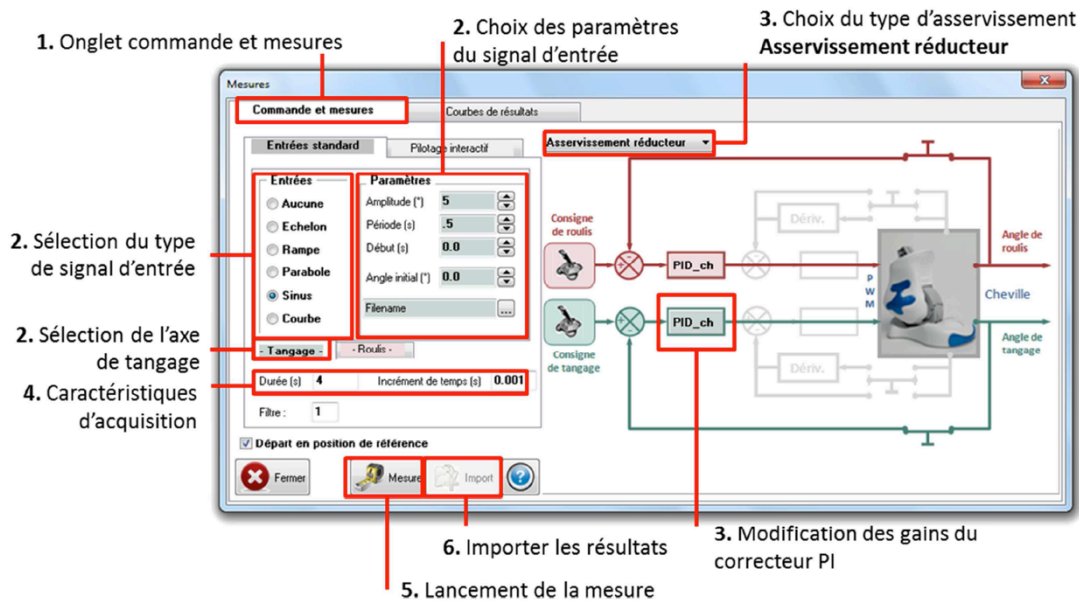 1. Onglet commande et mesures
2. Choix des paramètres
du signal d'entrée
3. Choix du type d'asservissement
Asservissement réducteur
Mesures
Commande et mesures
Courbes de résultats
Entrées standard
Pilotage interactif
Asservissement réducteur
Entrées
Aucune
Echelon
Rampe
Parabole
Sinus
Courbe
Paramètres
Amplitude (°) 5
Période (s) .5
Début (s) 0.0
Angle initial (°) 0.0
Filename ...
- Tangage -
- Roulis -
Durée (s) 4
Incrément de temps (s) 0.001
Filtre : 1
Départ en position de référence
Fermer
Mesure
Import
?
Consigne
de roulis
PID_ch
Dériv.
Angle de
roulis
P
W
M
Cheville
PID_ch
Consigne
de tangage
Dériv.
Angle de
tangage
2. Sélection du type
de signal d'entrée
2. Sélection de l'axe
de tangage
4. Caractéristiques
d'acquisition
6. Importer les résultats
3. Modification des gains du
correcteur PI
5. Lancement de la mesure